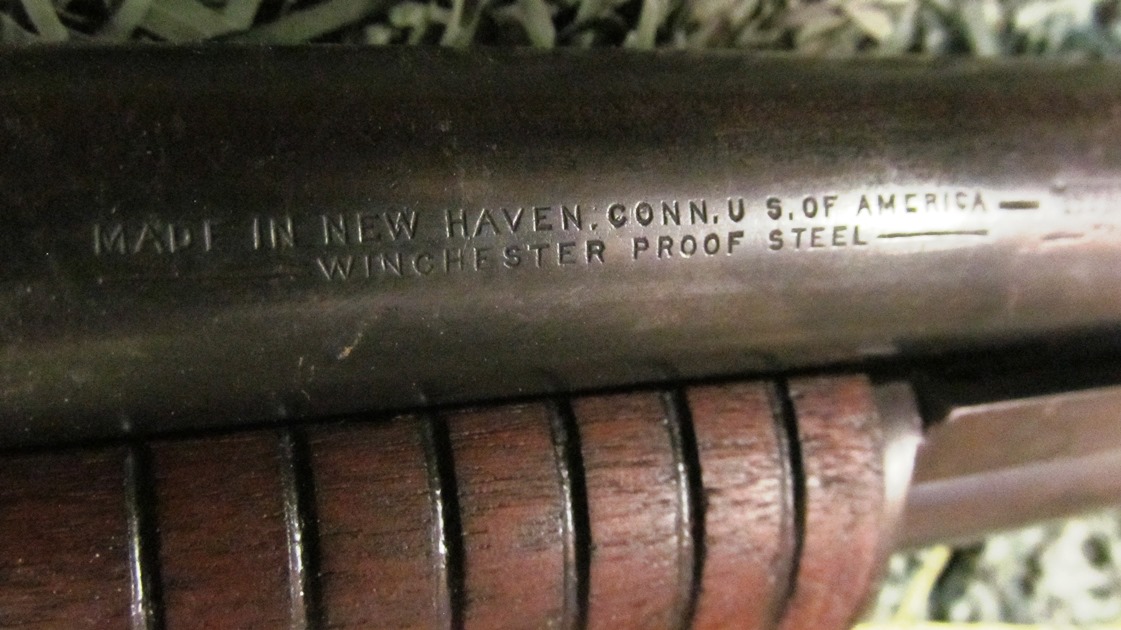 MADE IN NEW HAVEN. CONN. U S. OF AMERICA —
WINCHESTER PROOF STEEL —